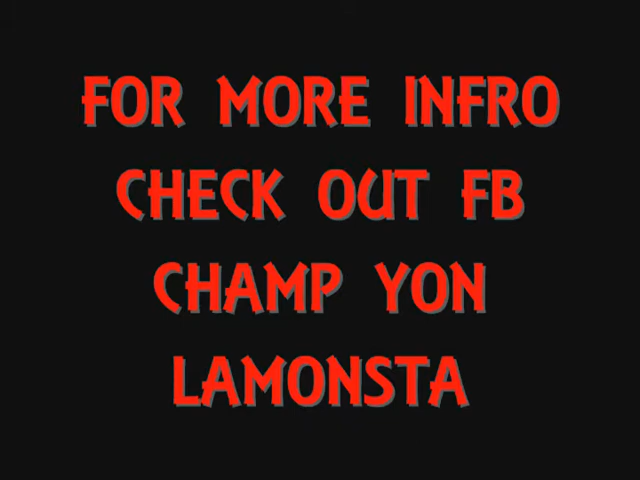 FOR MORE INFRO
CHECK OUT FB
CHAMP YON
LAMONSTA